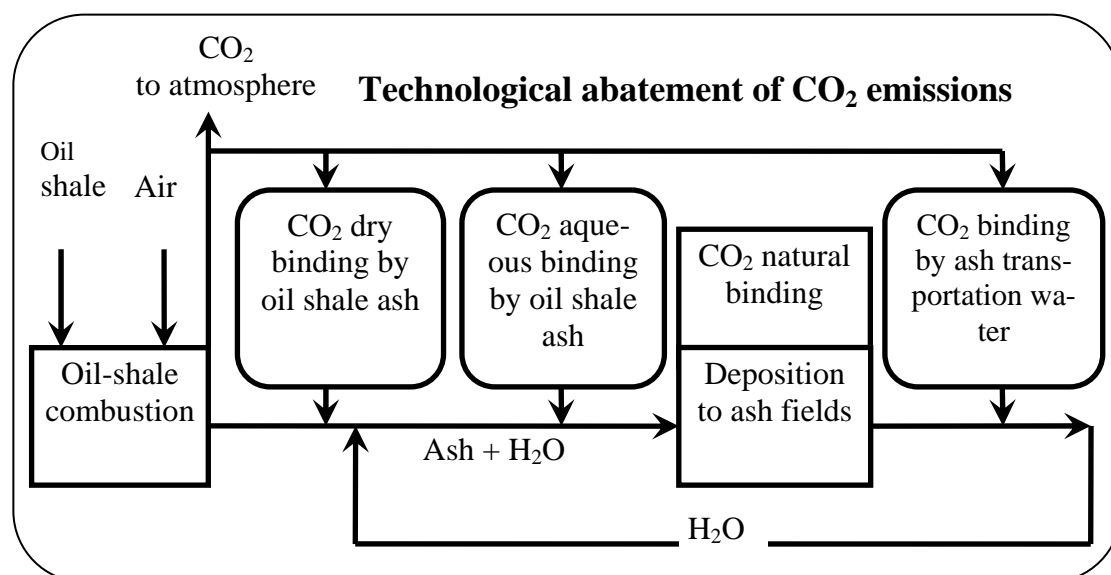 CO₂
to atmosphere
Technological abatement of CO₂ emissions
Oil
shale
Air
CO₂ dry
binding by
oil shale ash
CO₂ aque-
ous binding
by oil shale
ash
CO₂ natural
binding
CO₂ binding
by ash trans-
portation wa-
ter
Oil-shale
combustion
Deposition
to ash fields
Ash + H₂O
H₂O